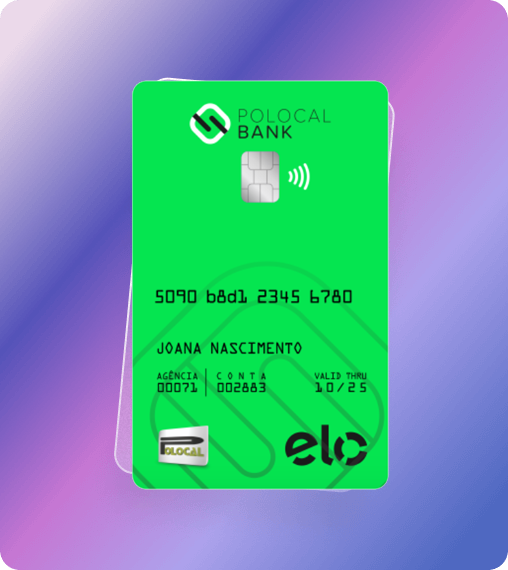 POLOCAL
BANK
5090 b8d1 2345 6780
JOANA NASCIMENTO
AGÊNCIA CONTA VALID THRU
00071 002883 10/25
POLOCAL
elo